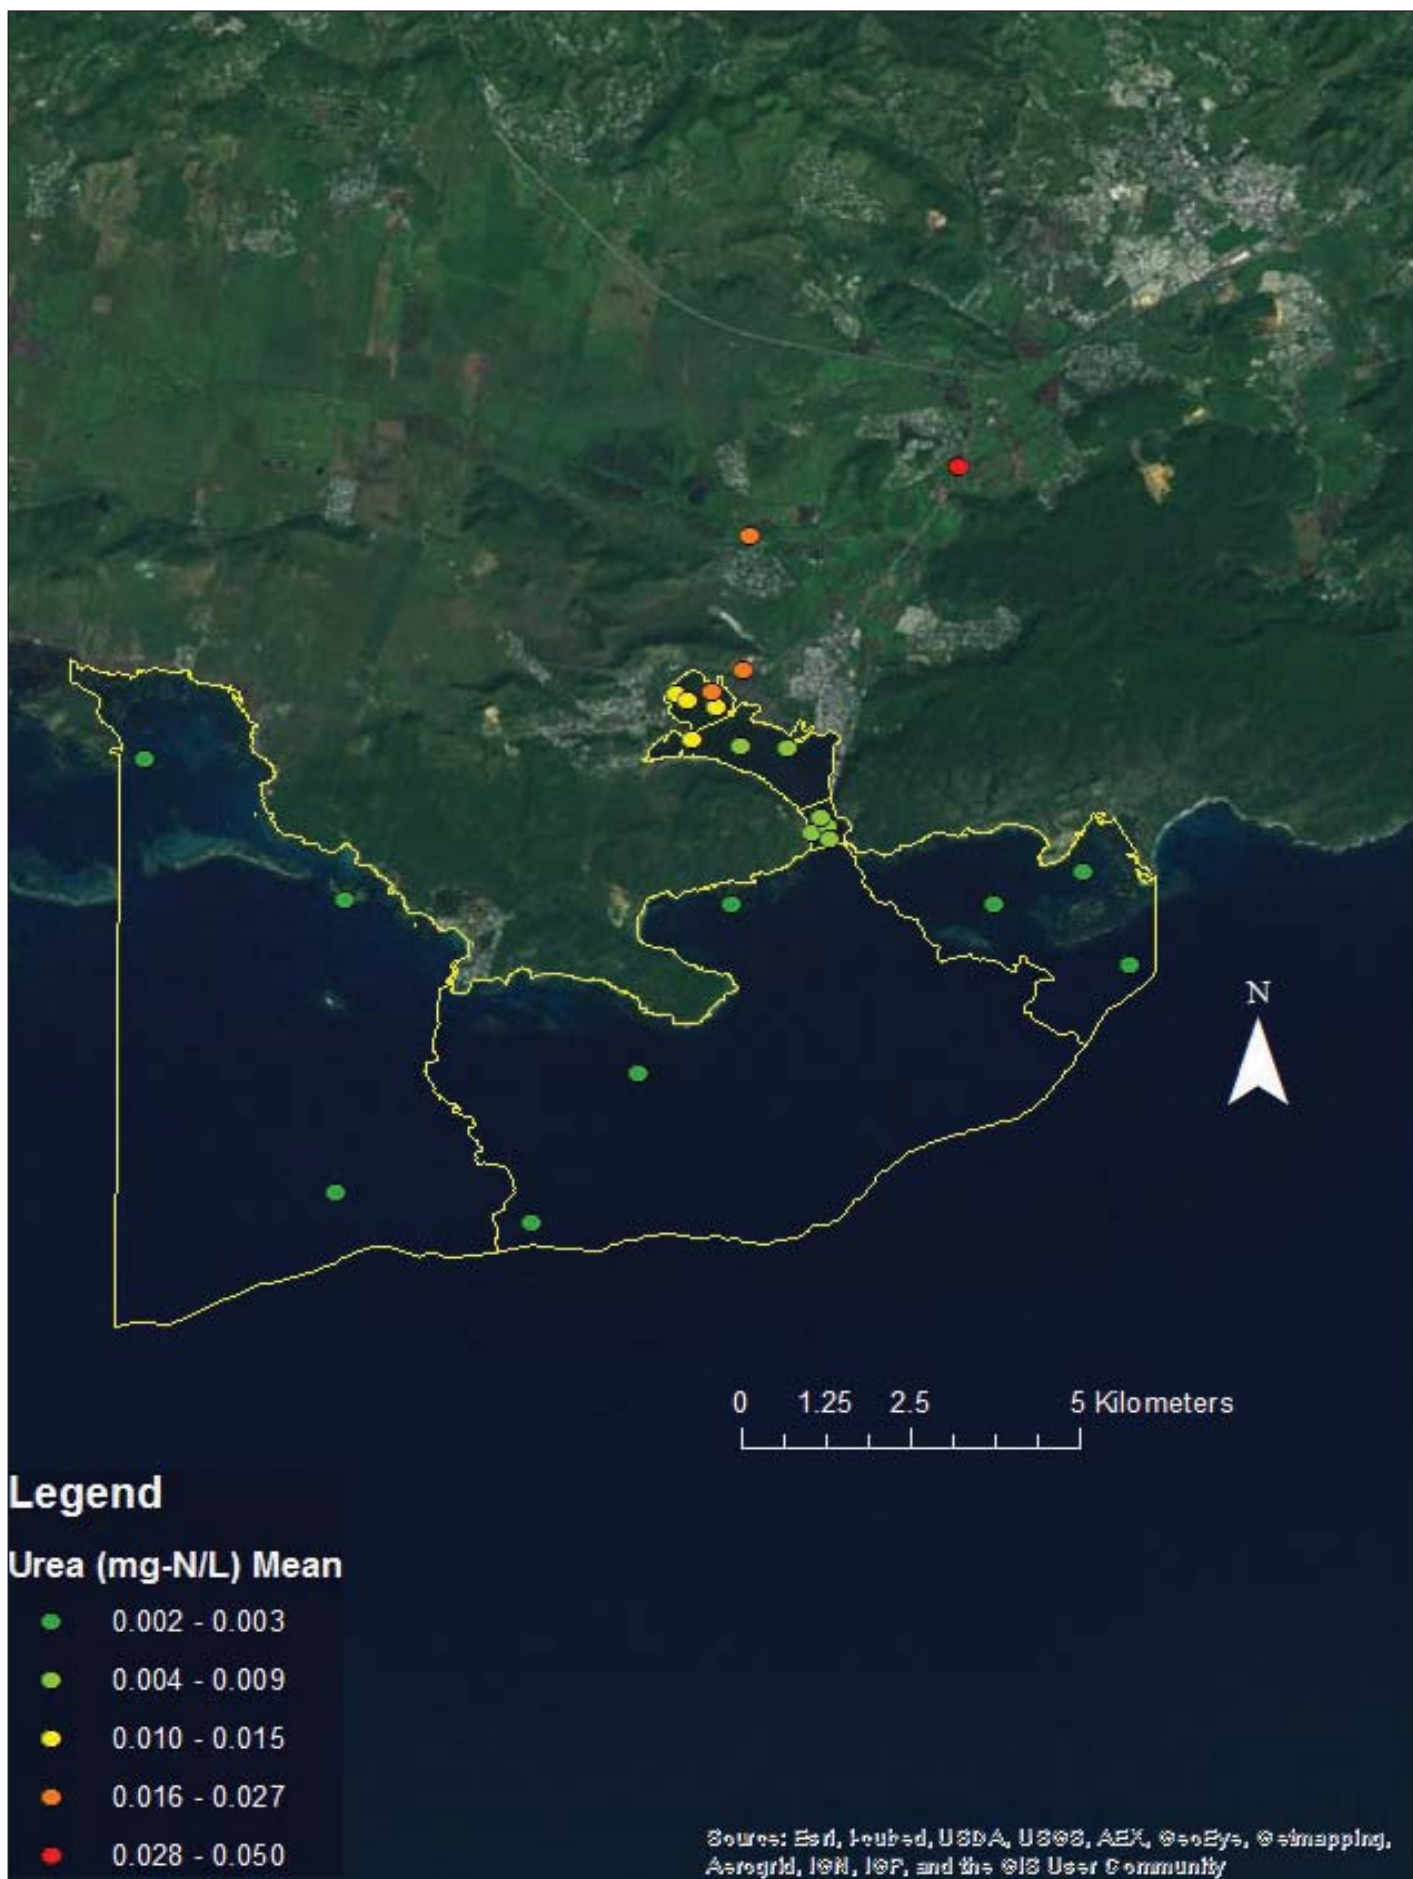 N
0 1.25 2.5 5 Kilometers
Legend
Urea (mg-N/L) Mean
0.002 - 0.003
0.004 - 0.009
0.010 - 0.015
0.016 - 0.027
0.028 - 0.050
Source: Esri, i-cubed, USDA, USGS, AEX, GeoEye, Getmapping,
Aerogrid, IGN, IGP, and the GIS User Community